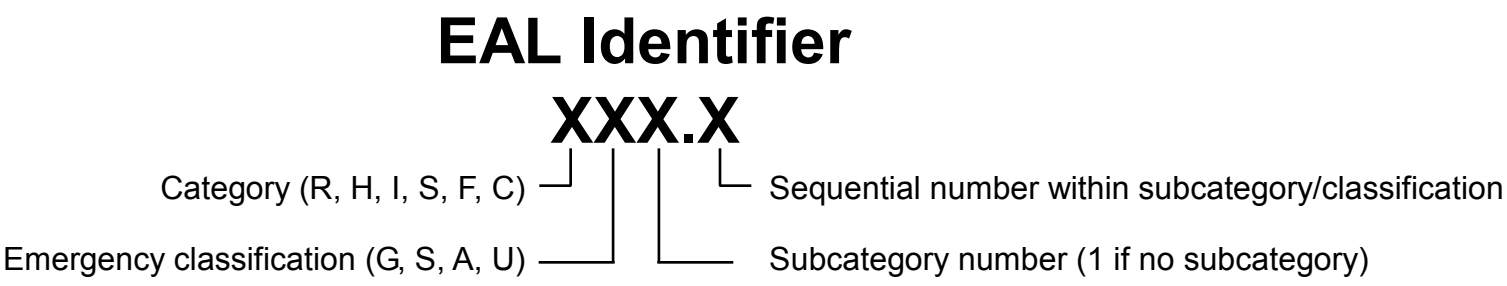 EAL Identifier
XXX.X
Category (R, H, I, S, F, C)
Sequential number within subcategory/classification
Emergency classification (G, S, A, U)
Subcategory number (1 if no subcategory)